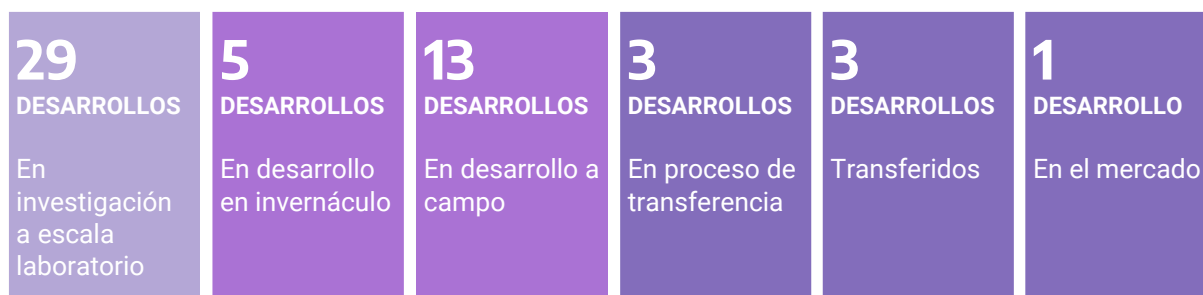 29
DESARROLLOS
En
investigación
a escala
laboratorio
5
DESARROLLOS
En desarrollo
en invernáculo
13
DESARROLLOS
En desarrollo a
campo
3
DESARROLLOS
En proceso de
transferencia
3
DESARROLLOS
Transferidos
1
DESARROLLO
En el mercado